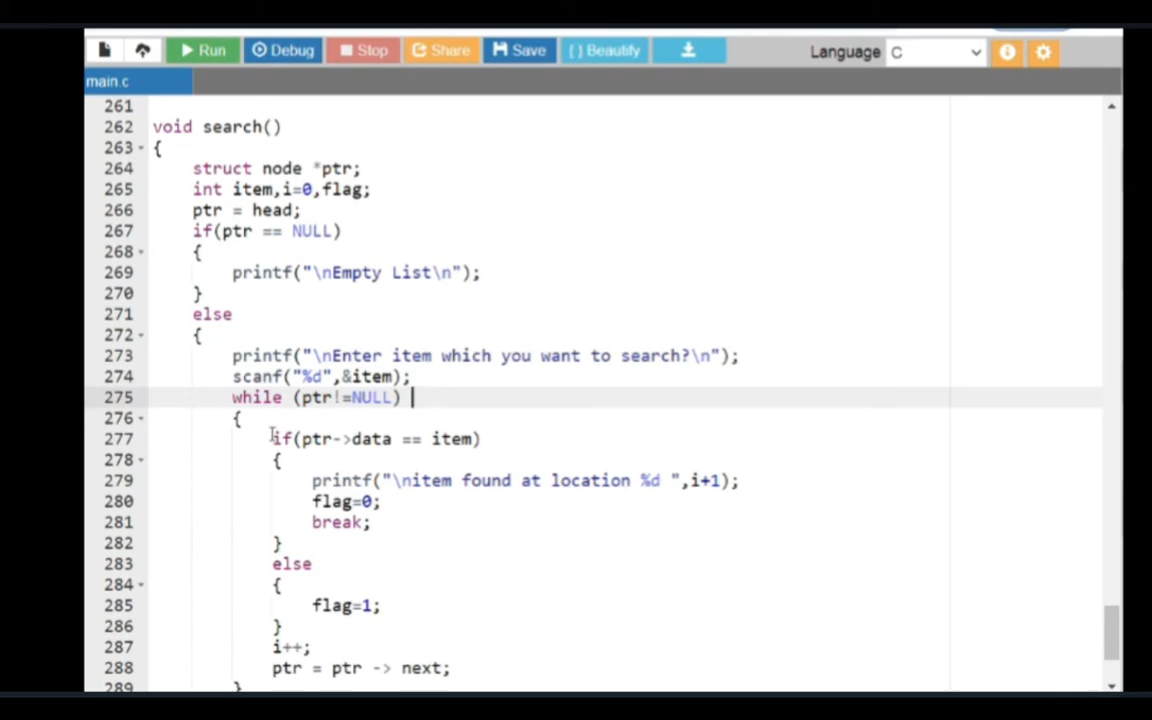 Run Debug Stop Share Save { } Beautify Language C
main.c
261
262 void search()
263 {
264 struct node *ptr;
265 int item,i=0,flag;
266 ptr = head;
267 if(ptr == NULL)
268 {
269 printf("\nEmpty List\n");
270 }
271 else
272 {
273 printf("\nEnter item which you want to search?\n");
274 scanf("%d",&item);
275 while (ptr!=NULL)
276 {
277 if(ptr->data == item)
278 {
279 printf("\nitem found at location %d ",i+1);
280 flag=0;
281 break;
282 }
283 else
284 {
285 flag=1;
286 }
287 i++;
288 ptr = ptr -> next;
289 }